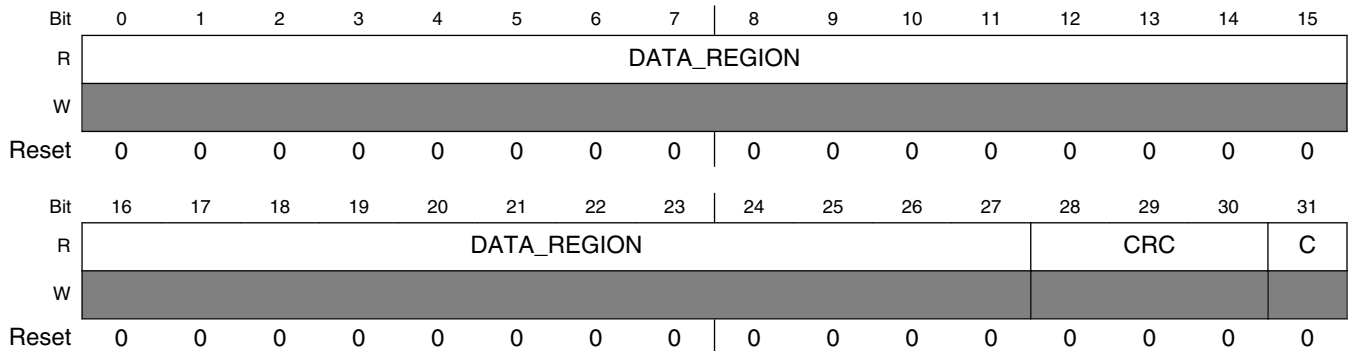 Bit 0 1 2 3 4 5 6 7 8 9 10 11 12 13 14 15
R DATA_REGION
W
Reset 0 0 0 0 0 0 0 0 0 0 0 0 0 0 0 0
Bit 16 17 18 19 20 21 22 23 24 25 26 27 28 29 30 31
R DATA_REGION CRC C
W
Reset 0 0 0 0 0 0 0 0 0 0 0 0 0 0 0 0